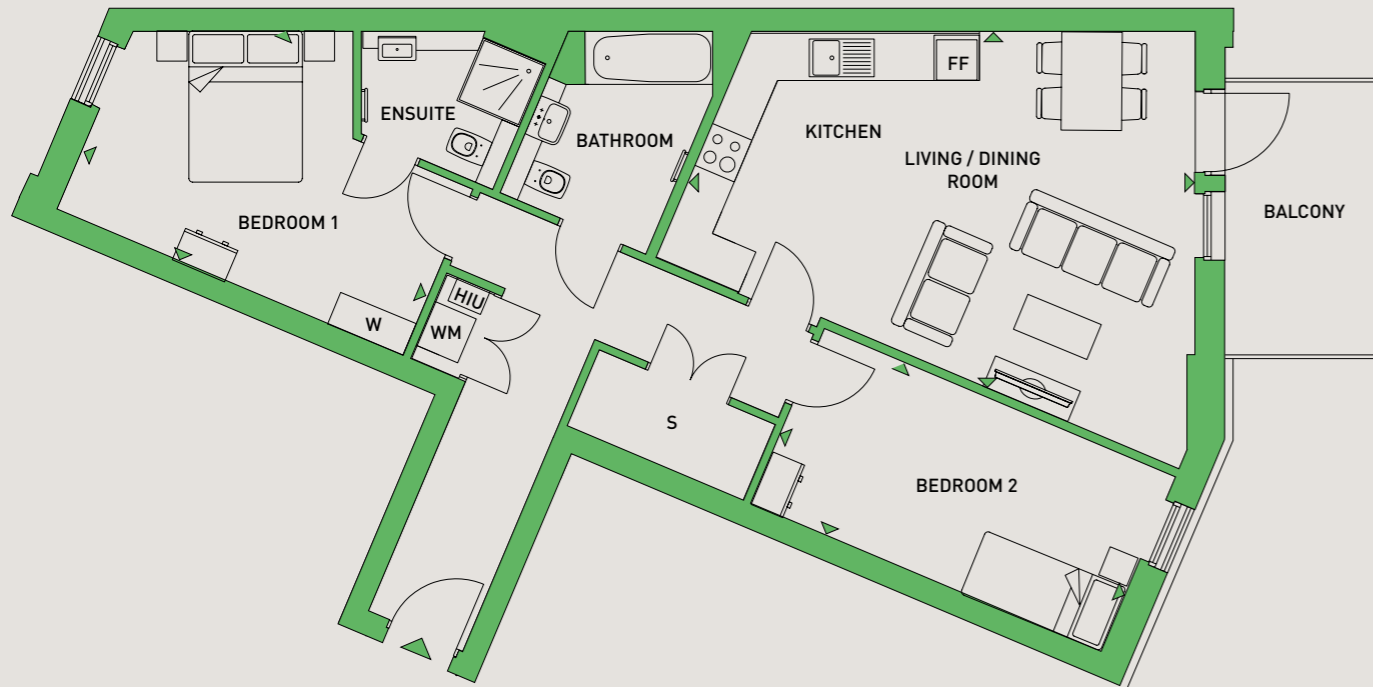 FF
ENSUITE
KITCHEN
BATHROOM
LIVING / DINING
ROOM
BEDROOM 1
BALCONY
HIU
W
WM
S
BEDROOM 2